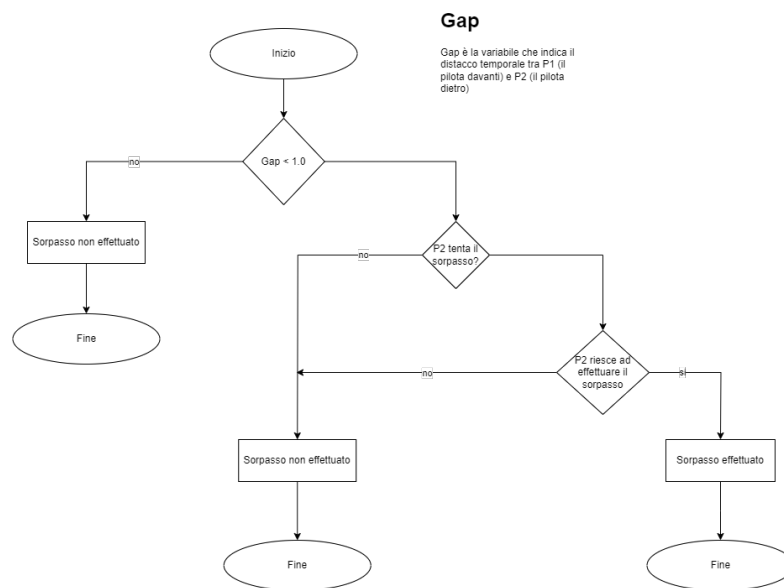 Gap
Gap è la variabile che indica il
distacco temporale tra P1 (il
pilota davanti) e P2 (il pilota
dietro)
Inizio
no
Gap < 1.0
Sorpasso non effettuato
P2 tenta il
sorpasso?
no
Fine
P2 riesce ad
effettuare il
sorpasso
no
si
Sorpasso non effettuato
Sorpasso effettuato
Fine
Fine